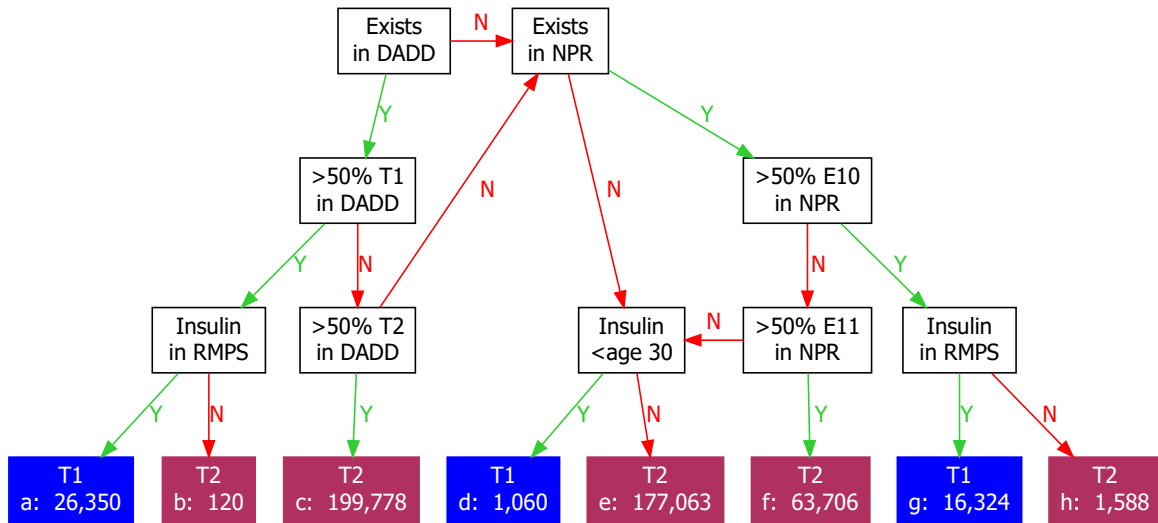 Exists
in DADD
N
Exists
in NPR
Y
Y
>50% T1
in DADD
N
N
>50% E10
in NPR
Y
N
N
Y
Insulin
in RMPS
>50% T2
in DADD
Insulin
<age 30
N
>50% E11
in NPR
Insulin
in RMPS
Y
N
Y
Y
N
Y
Y
N
T1
a: 26,350
T2
b: 120
T2
c: 199,778
T1
d: 1,060
T2
e: 177,063
T2
f: 63,706
T1
g: 16,324
T2
h: 1,588